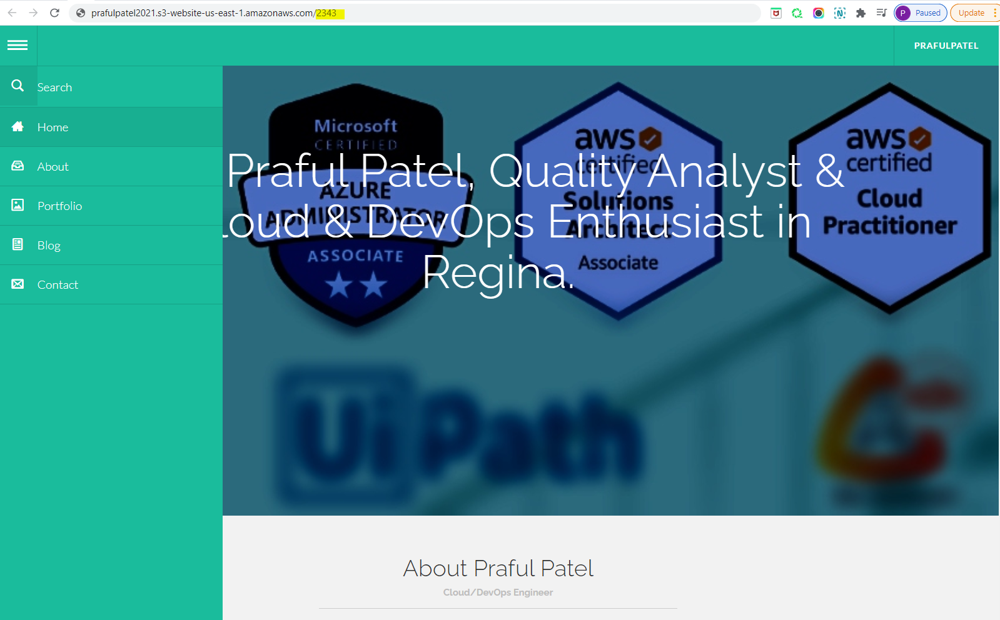 prafulpatel2021.s3-website-us-east-1.amazonaws.com/2343
P Paused
Update
PRAFULPATEL
Search
Home
About
Portfolio
Blog
Contact
Microsoft
CERTIFIED
AZURE
ADMINISTRATOR
ASSOCIATE
aws
certified
Solutions
Architect
Associate
aws
certified
Cloud
Practitioner
Praful Patel, Quality Analyst &
loud & DevOps Enthusiast in
Regina.
UiPath
About Praful Patel
Cloud/DevOps Engineer